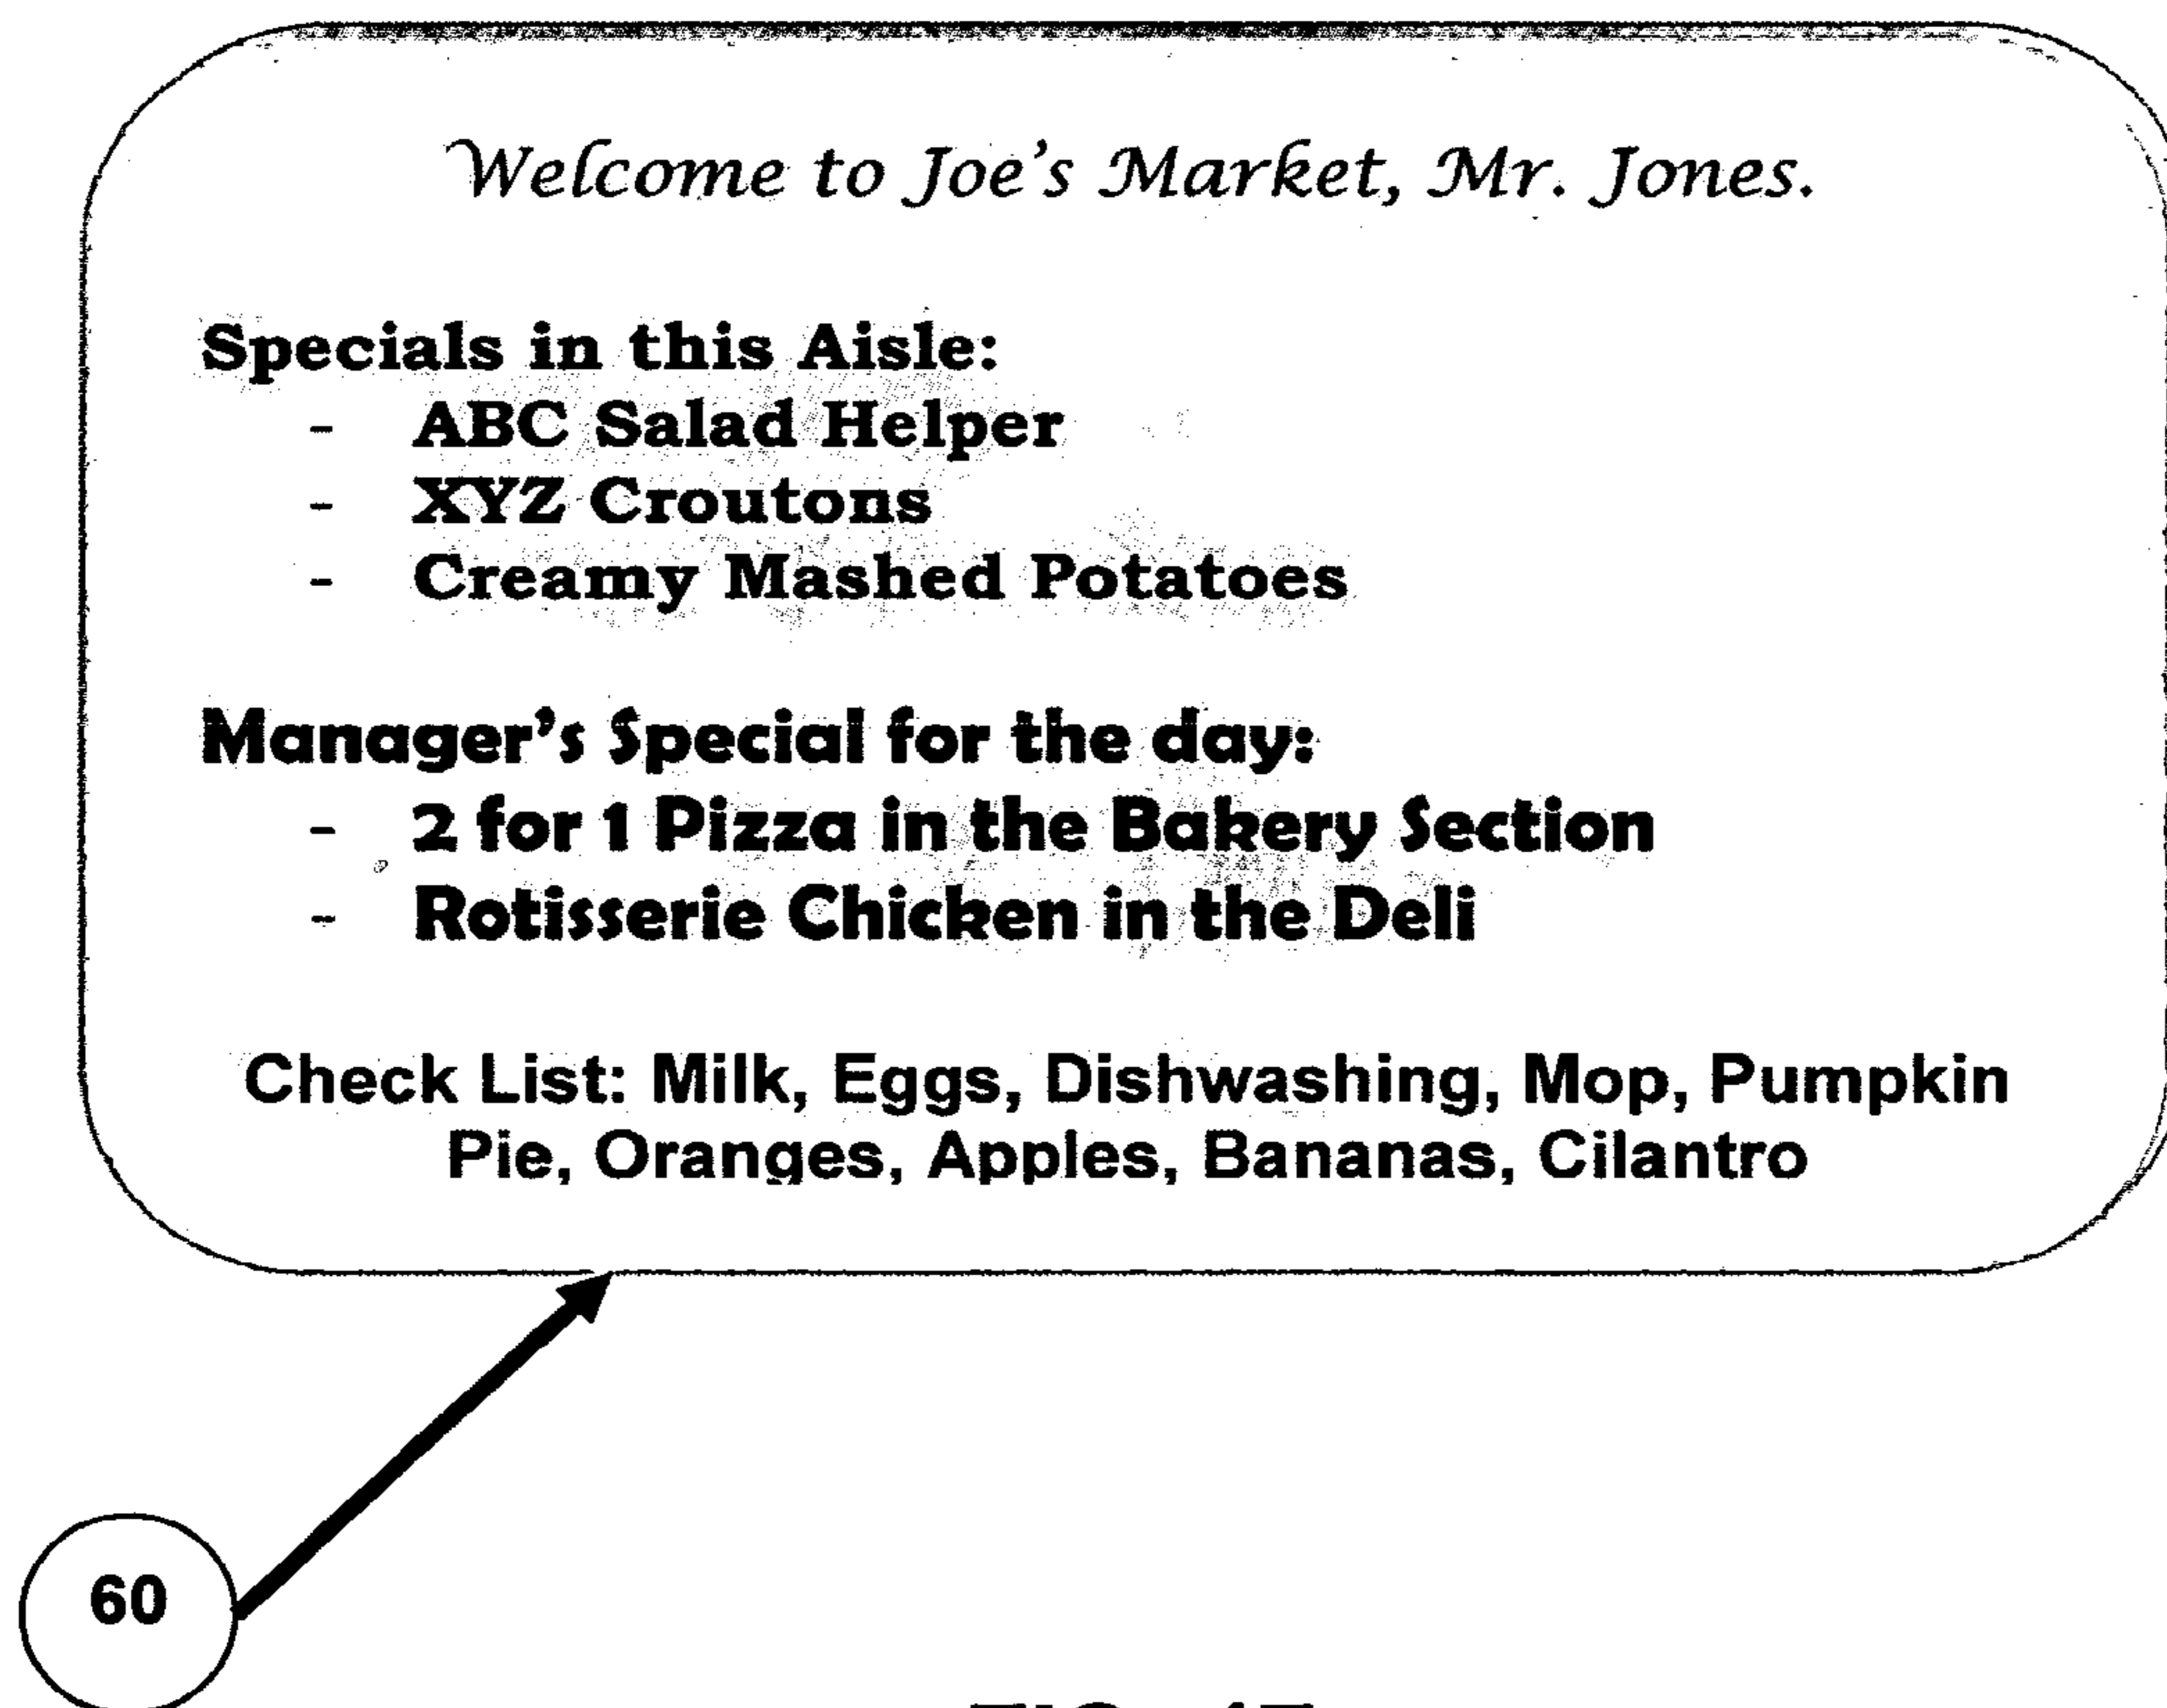 Welcome to Joe's Market, Mr. Jones.
Specials in this Aisle:
- ABC Salad Helper
- XYZ Croutons
- Creamy Mashed Potatoes
Manager's Special for the day:
- 2 for 1 Pizza in the Bakery Section
- Rotisserie Chicken in the Deli
Check List: Milk, Eggs, Dishwashing, Mop, Pumpkin
Pie, Oranges, Apples, Bananas, Cilantro
60